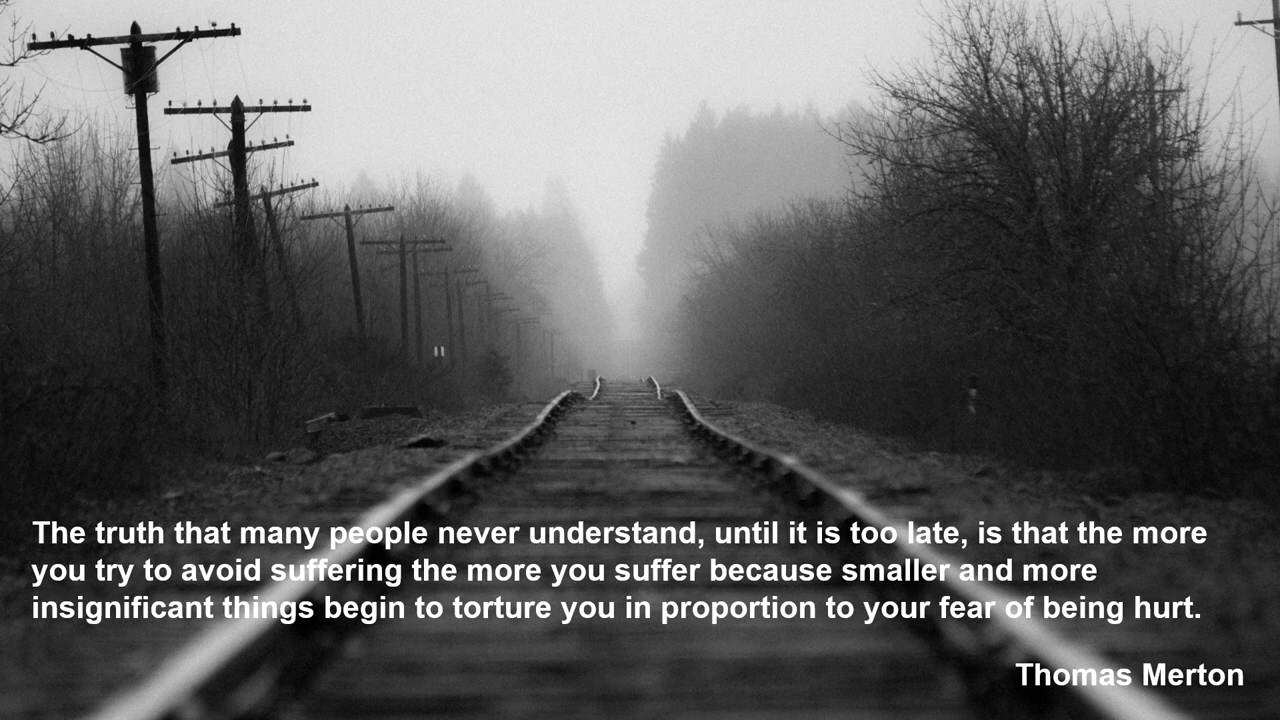 The truth that many people never understand, until it is too late, is that the more
you try to avoid suffering the more you suffer because smaller and more
insignificant things begin to torture you in proportion to your fear of being hurt.
Thomas Merton